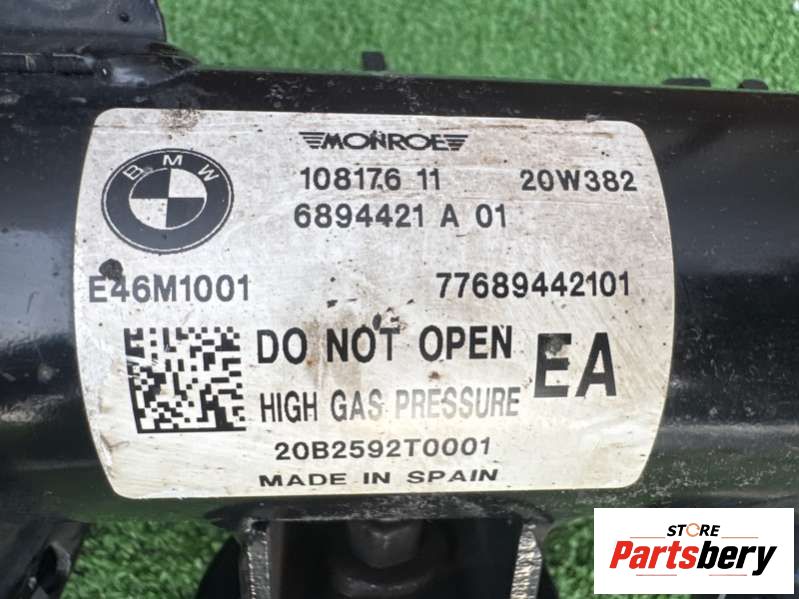 MONROE
BMW
108176 11 20W382
6894421 A 01
E46M1001 77689442101
DO NOT OPEN EA
HIGH GAS PRESSURE
20B2592T0001
MADE IN SPAIN
STORE
Partsbery